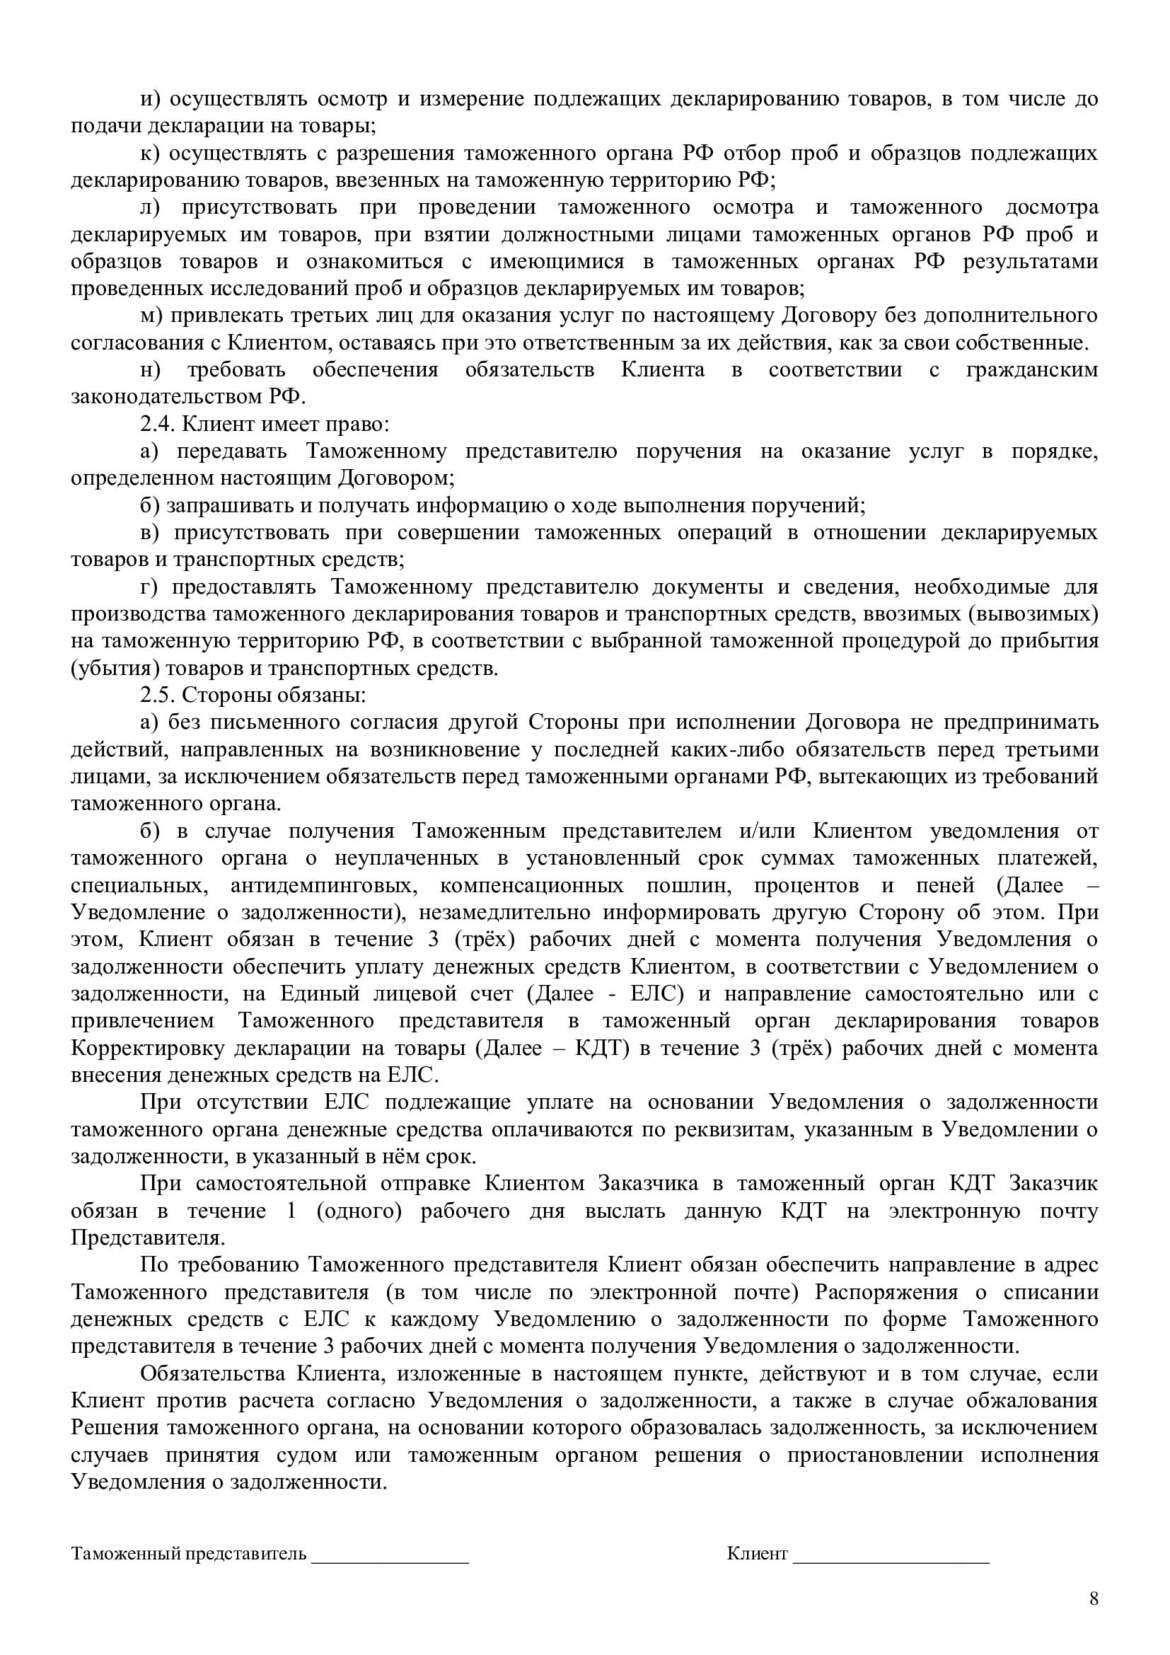 и) осуществлять осмотр и измерение подлежащих декларированию товаров, в том числе до
подачи декларации на товары;
к) осуществлять с разрешения таможенного органа РФ отбор проб и образцов подлежащих
декларированию товаров, ввезенных на таможенную территорию РФ;
л) присутствовать при проведении таможенного осмотра и таможенного досмотра
декларируемых им товаров, при взятии должностными лицами таможенных органов РФ проб и
образцов товаров и ознакомиться с имеющимися в таможенных органах РФ результатами
проведенных исследований проб и образцов декларируемых им товаров;
м) привлекать третьих лиц для оказания услуг по настоящему Договору без дополнительного
согласования с Клиентом, оставаясь при это ответственным за их действия, как за свои собственные.
н) требовать обеспечения обязательств Клиента в соответствии с гражданским
законодательством РФ.
2.4. Клиент имеет право:
а) передавать Таможенному представителю поручения на оказание услуг в порядке,
определенном настоящим Договором;
б) запрашивать и получать информацию о ходе выполнения поручений;
в) присутствовать при совершении таможенных операций в отношении декларируемых
товаров и транспортных средств;
г) предоставлять Таможенному представителю документы и сведения, необходимые для
производства таможенного декларирования товаров и транспортных средств, ввозимых (вывозимых)
на таможенную территорию РФ, в соответствии с выбранной таможенной процедурой до прибытия
(убытия) товаров и транспортных средств.
2.5. Стороны обязаны:
а) без письменного согласия другой Стороны при исполнении Договора не предпринимать
действий, направленных на возникновение у последней каких-либо обязательств перед третьими
лицами, за исключением обязательств перед таможенными органами РФ, вытекающих из требований
таможенного органа.
б) в случае получения Таможенным представителем и/или Клиентом уведомления от
таможенного органа о неуплаченных в установленный срок суммах таможенных платежей,
специальных, антидемпинговых, компенсационных пошлин, процентов и пеней (Далее –
Уведомление о задолженности), незамедлительно информировать другую Сторону об этом. При
этом, Клиент обязан в течение 3 (трёх) рабочих дней с момента получения Уведомления о
задолженности обеспечить уплату денежных средств Клиентом, в соответствии с Уведомлением о
задолженности, на Единый лицевой счет (Далее - ЕЛС) и направление самостоятельно или с
привлечением Таможенного представителя в таможенный орган декларирования товаров
Корректировку декларации на товары (Далее – КДТ) в течение 3 (трёх) рабочих дней с момента
внесения денежных средств на ЕЛС.
При отсутствии ЕЛС подлежащие уплате на основании Уведомления о задолженности
таможенного органа денежные средства оплачиваются по реквизитам, указанным в Уведомлении о
задолженности, в указанный в нём срок.
При самостоятельной отправке Клиентом Заказчика в таможенный орган КДТ Заказчик
обязан в течение 1 (одного) рабочего дня выслать данную КДТ на электронную почту
Представителя.
По требованию Таможенного представителя Клиент обязан обеспечить направление в адрес
Таможенного представителя (в том числе по электронной почте) Распоряжения о списании
денежных средств с ЕЛС к каждому Уведомлению о задолженности по форме Таможенного
представителя в течение 3 рабочих дней с момента получения Уведомления о задолженности.
Обязательства Клиента, изложенные в настоящем пункте, действуют и в том случае, если
Клиент против расчета согласно Уведомления о задолженности, а также в случае обжалования
Решения таможенного органа, на основании которого образовалась задолженность, за исключением
случаев принятия судом или таможенным органом решения о приостановлении исполнения
Уведомления о задолженности.
Таможенный представитель ________________ Клиент ____________________
8